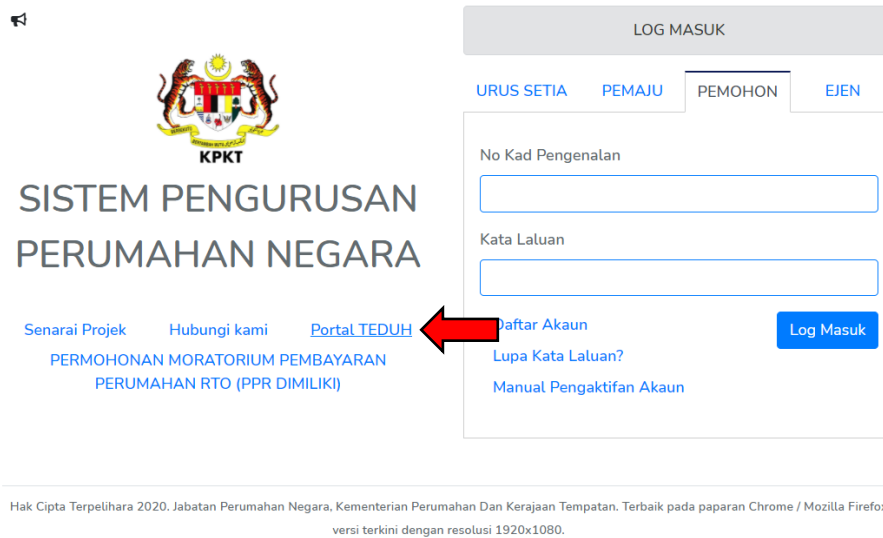 KPKT
SISTEM PENGURUSAN
PERUMAHAN NEGARA
Senarai Projek Hubungi kami Portal TEDUH
PERMOHONAN MORATORIUM PEMBAYARAN
PERUMAHAN RTO (PPR DIMILIKI)
LOG MASUK
URUS SETIA PEMAJU PEMOHON EJEN
No Kad Pengenalan
Kata Laluan
Daftar Akaun
Log Masuk
Lupa Kata Laluan?
Manual Pengaktifan Akaun
Hak Cipta Terpelihara 2020. Jabatan Perumahan Negara, Kementerian Perumahan Dan Kerajaan Tempatan. Terbaik pada paparan Chrome / Mozilla Firefox
versi terkini dengan resolusi 1920x1080.